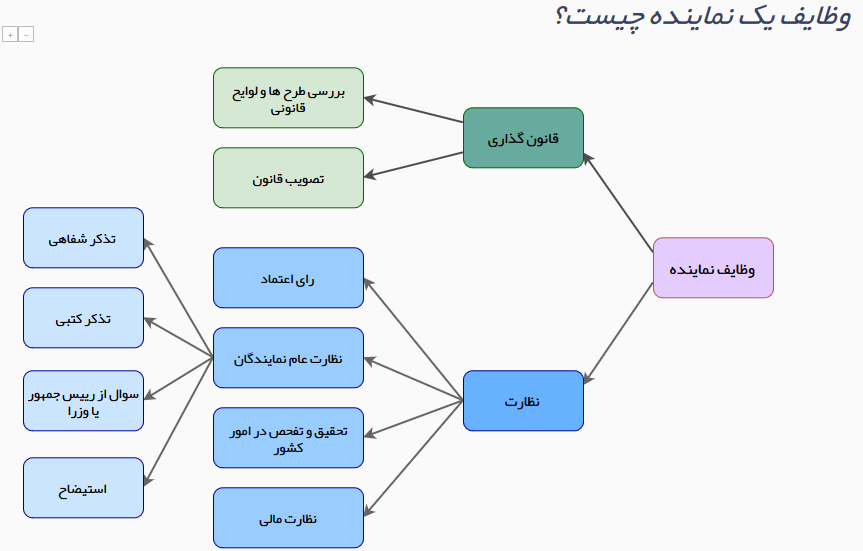 وظایف یک نماینده چیست؟
+ −
وظایف نماینده
قانون گذاری
بررسی طرح ها و لوایح
قانونی
تصویب قانون
نظارت
رای اعتماد
نظارت عام نمایندگان
تحقیق و تفحص در امور
کشور
نظارت مالی
تذکر شفاهی
تذکر کتبی
سوال از رییس جمهور
یا وزرا
استیضاح